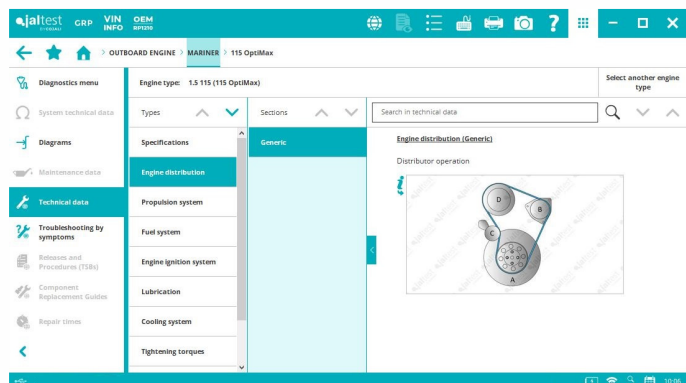 jaltest
GRP
VIN
INFO
OEM
RP1210
OUTBOARD ENGINE > MARINER > 115 OptiMax
Diagnostics menu
System technical data
Diagrams
Maintenance data
Technical data
Troubleshooting by
symptoms
Releases and
Procedures (TSBs)
Component
Replacement Guides
Repair times
Engine type: 1.5 115 (115 OptiMax)
Select another engine
type
Types
Specifications
Engine distribution
Propulsion system
Fuel system
Engine ignition system
Lubrication
Cooling system
Tightening torques
Sections
Generic
Search in technical data
Engine distribution (Generic)
Distributor operation
D
B
C
A
10:06